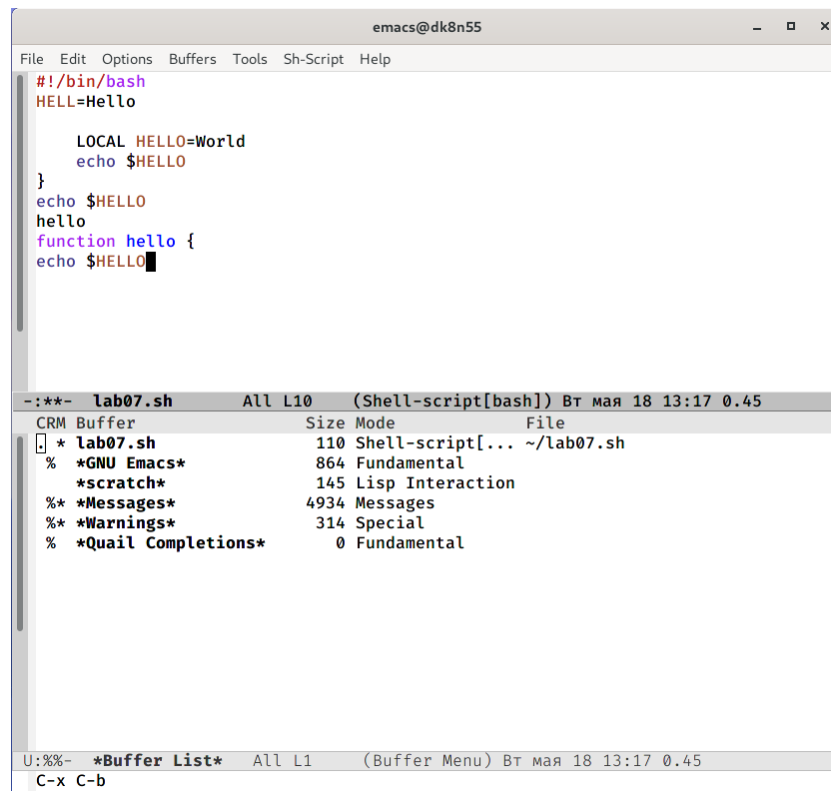 emacs@dk8n55
File Edit Options Buffers Tools Sh-Script Help
#!/bin/bash
HELL=Hello
LOCAL HELLO=World
echo $HELLO
}
echo $HELLO
hello
function hello {
echo $HELLO
-:**- lab07.sh All L10 (Shell-script[bash]) Вт мая 18 13:17 0.45
CRM Buffer Size Mode File
. * lab07.sh 110 Shell-script[... ~/lab07.sh
% *GNU Emacs* 864 Fundamental
*scratch* 145 Lisp Interaction
%* *Messages* 4934 Messages
%* *Warnings* 314 Special
% *Quail Completions* 0 Fundamental
U:%%- *Buffer List* All L1 (Buffer Menu) Вт мая 18 13:17 0.45
C-x C-b